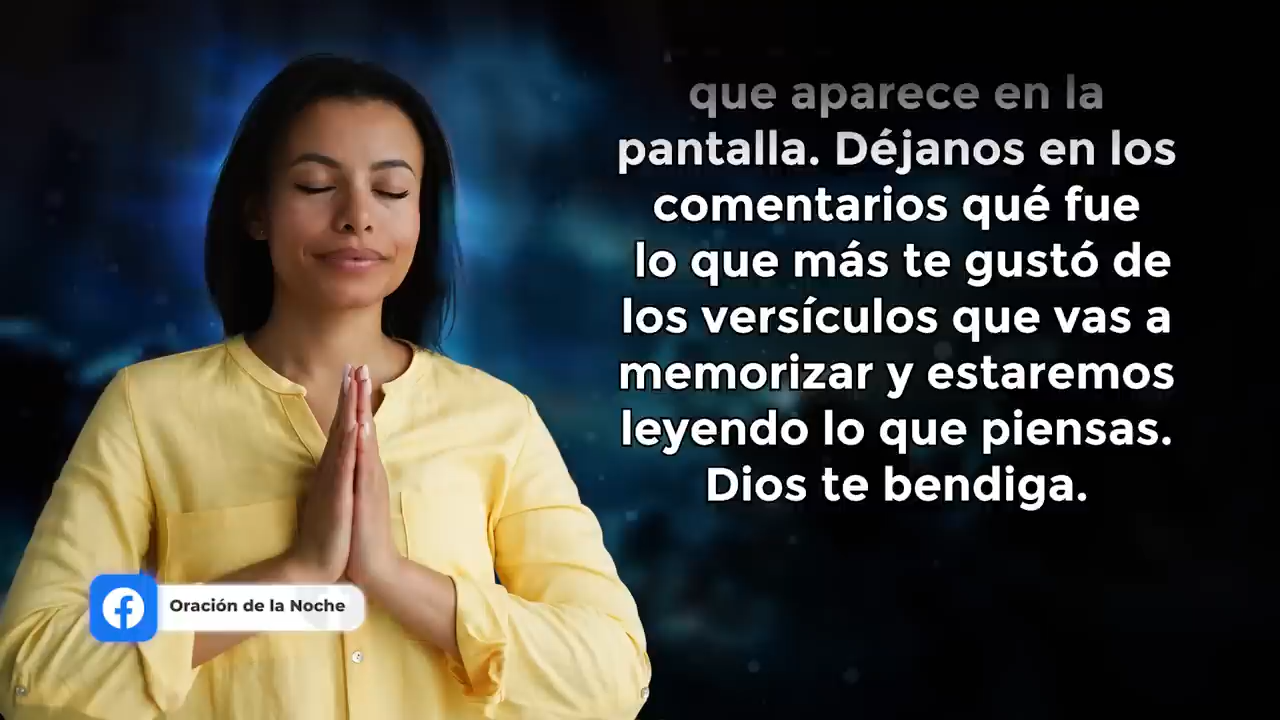 que aparece en la
pantalla. Déjanos en los
comentarios qué fue
lo que más te gustó de
los versículos que vas a
memorizar y estaremos
leyendo lo que piensas.
Dios te bendiga.
Oración de la Noche